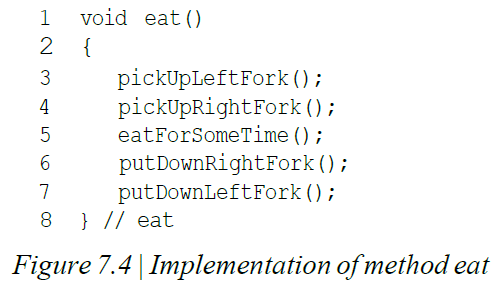 1 void eat()
2 {
3 pickUpLeftFork();
4 pickUpRightFork();
5 eatForSomeTime();
6 putDownRightFork();
7 putDownLeftFork();
8 } // eat
Figure 7.4 | Implementation of method eat